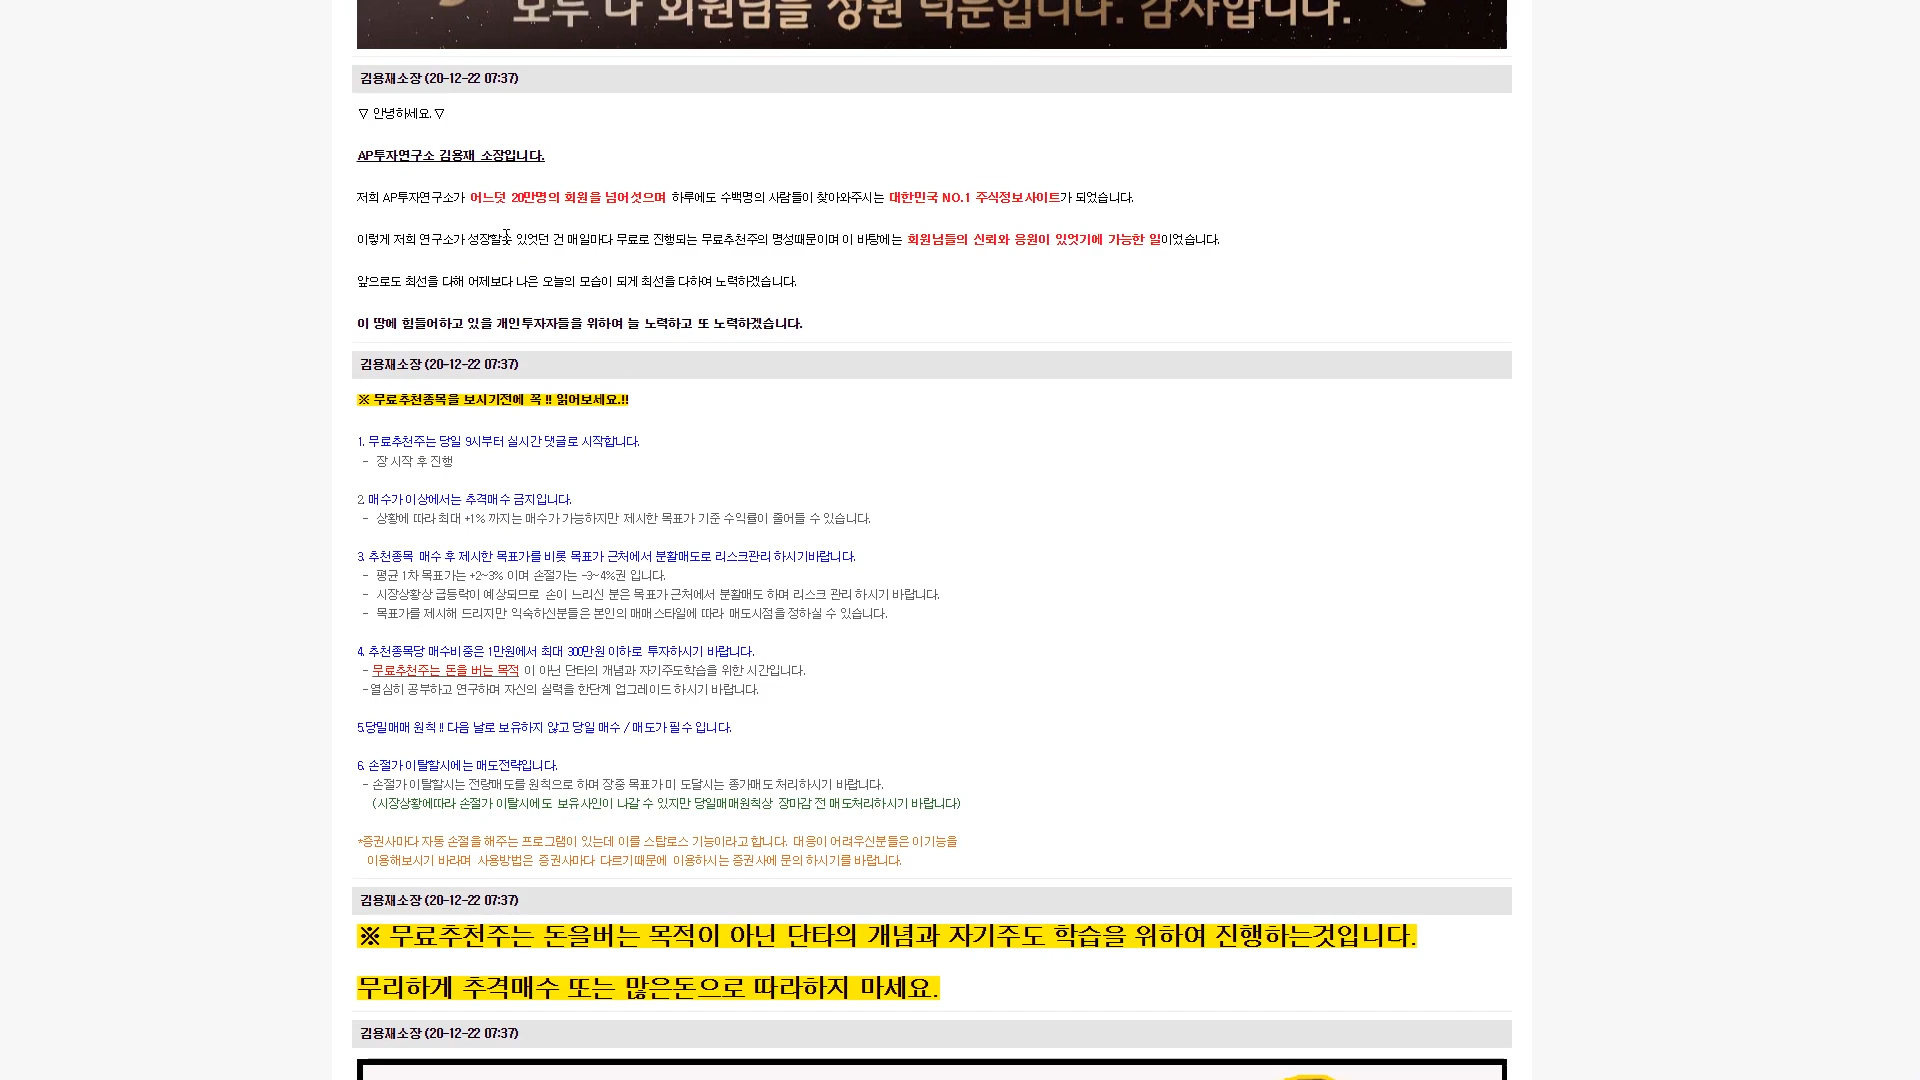 모두 다 회원님들 성원 덕분입니다. 감사합니다.
김용재소장 (20-12-22 07:37)
▽ 안녕하세요. ▽
AP투자연구소 김용재 소장입니다.
저희 AP투자연구소가 어느덧 20만명의 회원을 넘어섯으며 하루에도 수백명의 사람들이 찾아와주시는 대한민국 NO.1 주식정보사이트가 되었습니다.
이렇게 저희 연구소가 성장할수 있엇던 건 매일마다 무료로 진행되는 무료추천주의 명성때문이며 이 바탕에는 회원님들의 신뢰와 응원이 있엇기에 가능한 일이었습니다.
앞으로도 최선을 다해 어제보다 나은 오늘의 모습이 되게 최선을 다하여 노력하겠습니다.
이 땅에 힘들어하고 있을 개인투자자들을 위하여 늘 노력하고 또 노력하겠습니다.
김용재소장 (20-12-22 07:37)
※ 무료추천종목을 보시기전에 꼭 !! 읽어보세요.!!
1. 무료추천주는 당일 9시부터 실시간 댓글로 시작합니다.
- 장 시작 후 진행
2. 매수가 이상에서는 추격매수 금지입니다.
- 상황에 따라 최대 +1% 까지는 매수가 가능하지만 제시한 목표가 기준 수익률이 줄어들 수 있습니다.
3. 추천종목 매수 후 제시한 목표가를 비롯 목표가 근처에서 분활매도로 리스크관리 하시기바랍니다.
- 평균 1차 목표가는 +2~3% 이며 손절가는 -3~4%권 입니다.
- 시장상황상 급등락이 예상되므로 손이 느리신 분은 목표가 근처에서 분활매도 하며 리스크 관리 하시기 바랍니다.
- 목표가를 제시해 드리지만 익숙하신분들은 본인의 매매스타일에 따라 매도시점을 정하실 수 있습니다.
4. 추천종목당 매수비중은 1만원에서 최대 300만원 이하로 투자하시기 바랍니다.
- 무료추천주는 돈을 버는 목적 이 아닌 단타의 개념과 자기주도학습을 위한 시간입니다.
- 열심히 공부하고 연구하며 자신의 실력을 한단계 업그레이드 하시기 바랍니다.
5.당일매매 원칙 !! 다음 날로 보유하지 않고 당일 매수 / 매도가 필수 입니다.
6. 손절가 이탈할시에는 매도전략입니다.
- 손절가 이탈할시는 전량매도를 원칙으로 하며 장중 목표가 미 도달시는 종가매도 처리하시기 바랍니다.
(시장상황에따라 손절가 이탈시에도 보유사인이 나갈 수 있지만 당일매매원칙상 장마감 전 매도처리하시기 바랍니다)
*증권사마다 자동 손절을 해주는 프로그램이 있는데 이를 스탑로스 기능이라고 합니다. 대응이 어려우신분들은 이기능을
이용해보시기 바라며 사용방법은 증권사마다 다르기때문에 이용하시는 증권사에 문의 하시기를 바랍니다.
김용재소장 (20-12-22 07:37)
※ 무료추천주는 돈을버는 목적이 아닌 단타의 개념과 자기주도 학습을 위하여 진행하는것입니다.
무리하게 추격매수 또는 많은돈으로 따라하지 마세요.
김용재소장 (20-12-22 07:37)